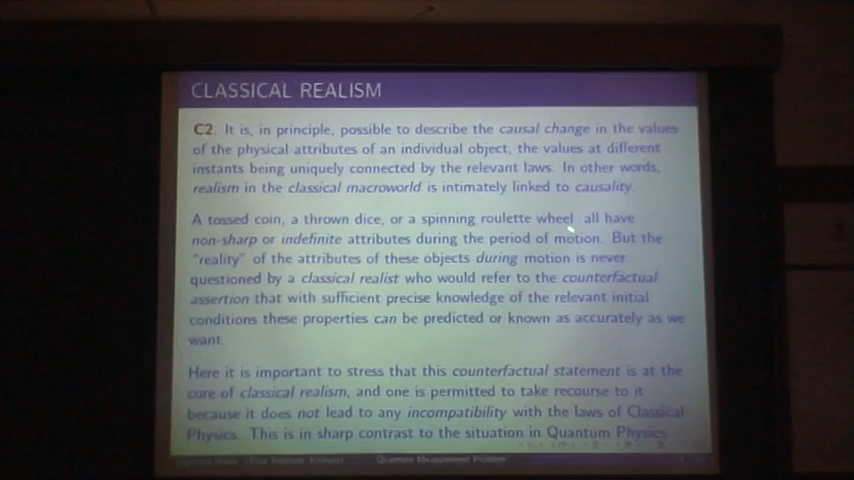 CLASSICAL REALISM
C2. It is, in principle, possible to describe the causal change in the values
of the physical attributes of an individual object, the values at different
instants being uniquely connected by the relevant laws. In other words,
realism in the classical macroworld is intimately linked to causality.
A tossed coin, a thrown dice, or a spinning roulette wheel all have
non-sharp or indefinite attributes during the period of motion. But the
“reality” of the attributes of these objects during motion is never
questioned by a classical realist who would refer to the counterfactual
assertion that with sufficient precise knowledge of the relevant initial
conditions these properties can be predicted or known as accurately as we
want.
Here it is important to stress that this counterfactual statement is at the
core of classical realism, and one is permitted to take recourse to it
because it does not lead to any incompatibility with the laws of Classical
Physics. This is in sharp contrast to the situation in Quantum Physics.
Quantum Measurement Problem